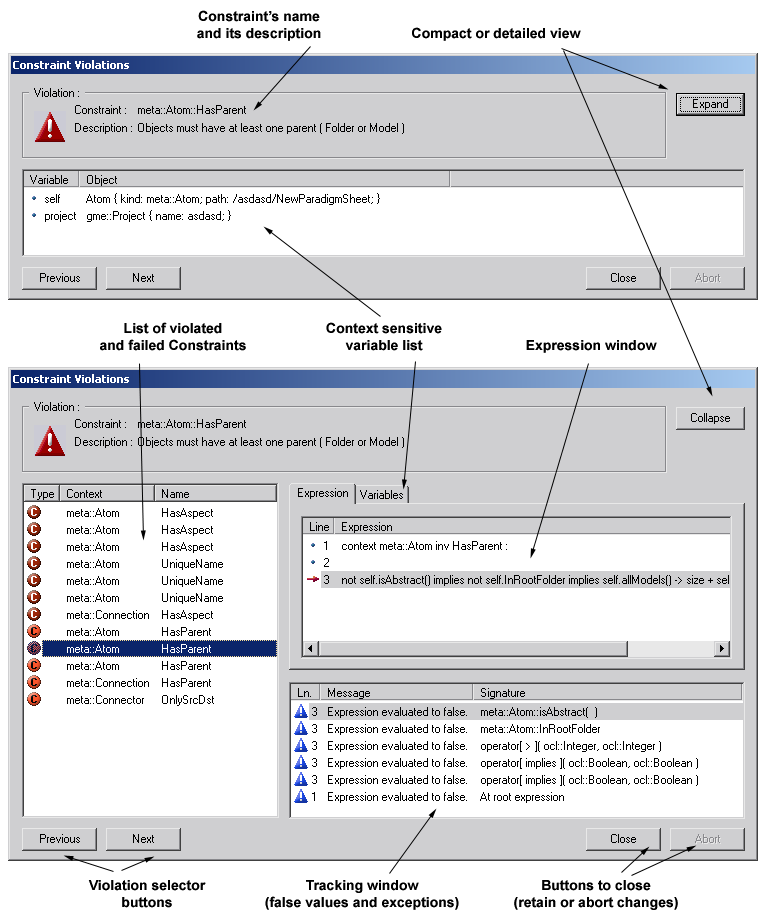 Constraint's name
and its description
Compact or detailed view
Constraint Violations
Violation :
Constraint : meta::Atom::HasParent
Description : Objects must have at least one parent ( Folder or Model )
Expand
Variable Object
self Atom { kind: meta::Atom; path: /asdasd/NewParadigmSheet; }
project gme::Project { name: asdasd; }
Previous Next Close Abort
List of violated
and failed Constraints
Context sensitive
variable list
Expression window
Constraint Violations
Violation :
Constraint : meta::Atom::HasParent
Description : Objects must have at least one parent ( Folder or Model )
Collapse
Type Context Name
C meta::Atom HasAspect
C meta::Atom HasAspect
C meta::Atom HasAspect
C meta::Atom UniqueName
C meta::Atom UniqueName
C meta::Atom UniqueName
C meta::Connection HasAspect
C meta::Atom HasParent
C meta::Atom HasParent
C meta::Atom HasParent
C meta::Connection HasParent
C meta::Connector OnlySrcDst
Expression Variables
Line Expression
1 context meta::Atom inv HasParent :
2
3 not self.isAbstract() implies not self.InRootFolder implies self.allModels() -> size + sel
Ln. Message Signature
3 Expression evaluated to false. meta::Atom::isAbstract( )
3 Expression evaluated to false. meta::Atom::InRootFolder
3 Expression evaluated to false. operator[ > ]( ocl::Integer, ocl::Integer )
3 Expression evaluated to false. operator[ implies ]( ocl::Boolean, ocl::Boolean )
3 Expression evaluated to false. operator[ implies ]( ocl::Boolean, ocl::Boolean )
1 Expression evaluated to false. At root expression
Previous Next Close Abort
Violation selector
buttons
Tracking window
(false values and exceptions)
Buttons to close
(retain or abort changes)